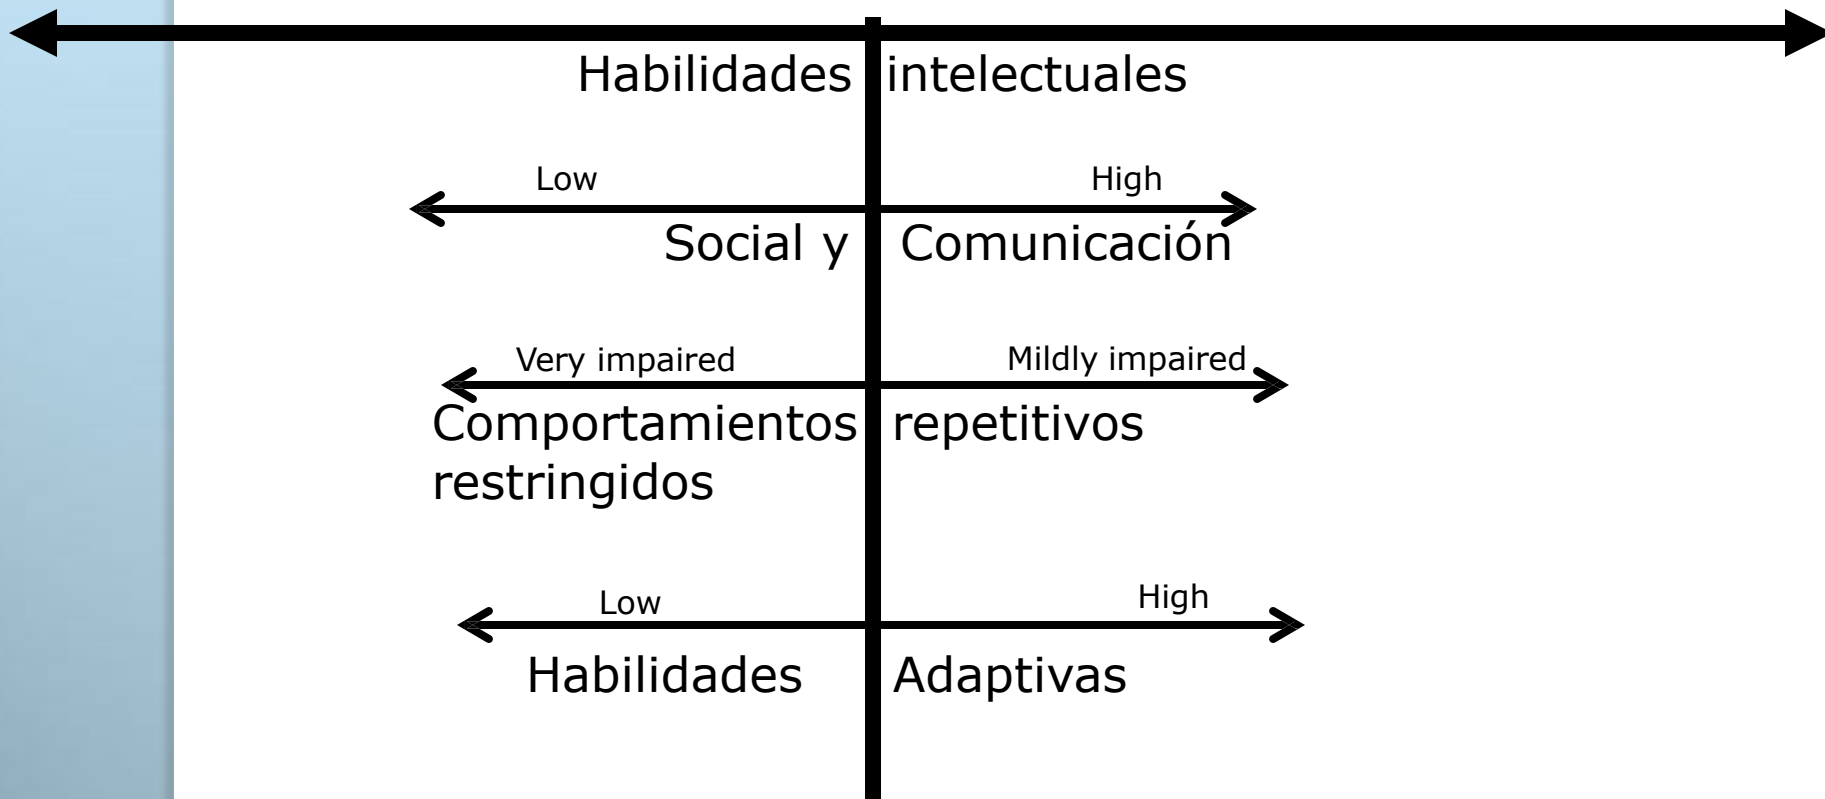 Habilidades intelectuales
Low High
Social y Comunicación
Very impaired Mildly impaired
Comportamientos repetitivos
restringidos
Low High
Habilidades Adaptivas